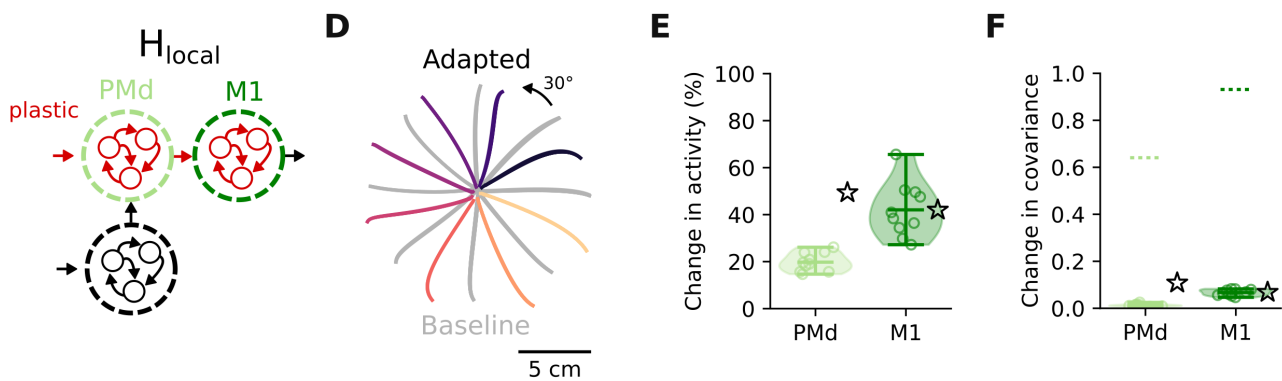 H_local
PMd
M1
plastic
D
Adapted
30°
Baseline
5 cm
E
Change in activity (%)
100
80
60
40
20
0
PMd
M1
F
Change in covariance
1.0
0.8
0.6
0.4
0.2
0.0
PMd
M1